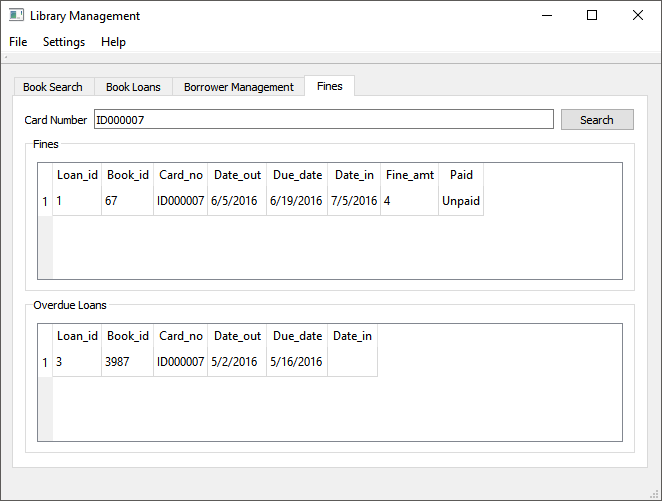 Library Management
File Settings Help
Book Search Book Loans Borrower Management Fines
Card Number ID000007 Search
Fines
Loan_id Book_id Card_no Date_out Due_date Date_in Fine_amt Paid
1 1 67 ID000007 6/5/2016 6/19/2016 7/5/2016 4 Unpaid
Overdue Loans
Loan_id Book_id Card_no Date_out Due_date Date_in
1 3 3987 ID000007 5/2/2016 5/16/2016